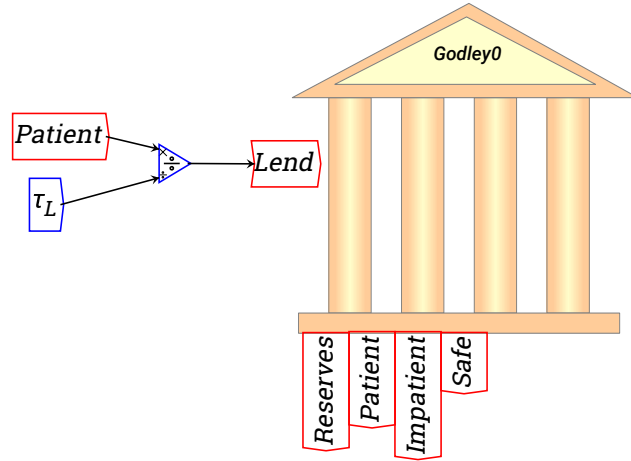 Godley0
Patient
τ_L
×
÷
÷
Lend
Reserves
Patient
Impatient
Safe